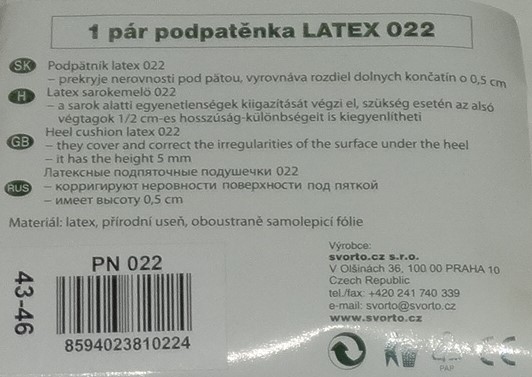 1 pár podpatěnka LATEX 022
SK Podpätník latex 022
– prekryje nerovnosti pod pätou, vyrovnáva rozdiel dolnych končatín o 0,5 cm
H Latex sarokemelő 022
– a sarok alatti egyenetlenségek kiigazítását végzi el, szükség esetén az alsó
végtagok 1/2 cm-es hosszúság-különbségeit is kiegyenlítheti
GB Heel cushion latex 022
– they cover and correct the irregularities of the surface under the heel
– it has the height 5 mm
Латексные подпяточные подушечки 022
RUS – корригируют неровности поверхности под пяткой
– имеет высоту 0,5 cm
Materiál: latex, přírodní useň, oboustraně samolepicí fólie
43-46
PN 022
8594023810224
Výrobce:
svorto.cz s.r.o.
V Olšinách 36, 100 00 PRAHA 10
Czech Republic
tel./fax: +420 241 740 339
e-mail: svorto@svorto.cz
www.svorto.cz
PAP
CE